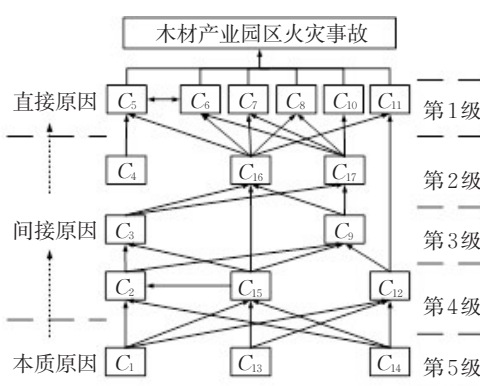 木材产业园区火灾事故
直接原因 C5 C6 C7 C8 C10 C11 第1级
C4 C16 C17 第2级
间接原因 C3 C9 第3级
C2 C15 C12 第4级
本质原因 C1 C13 C14 第5级